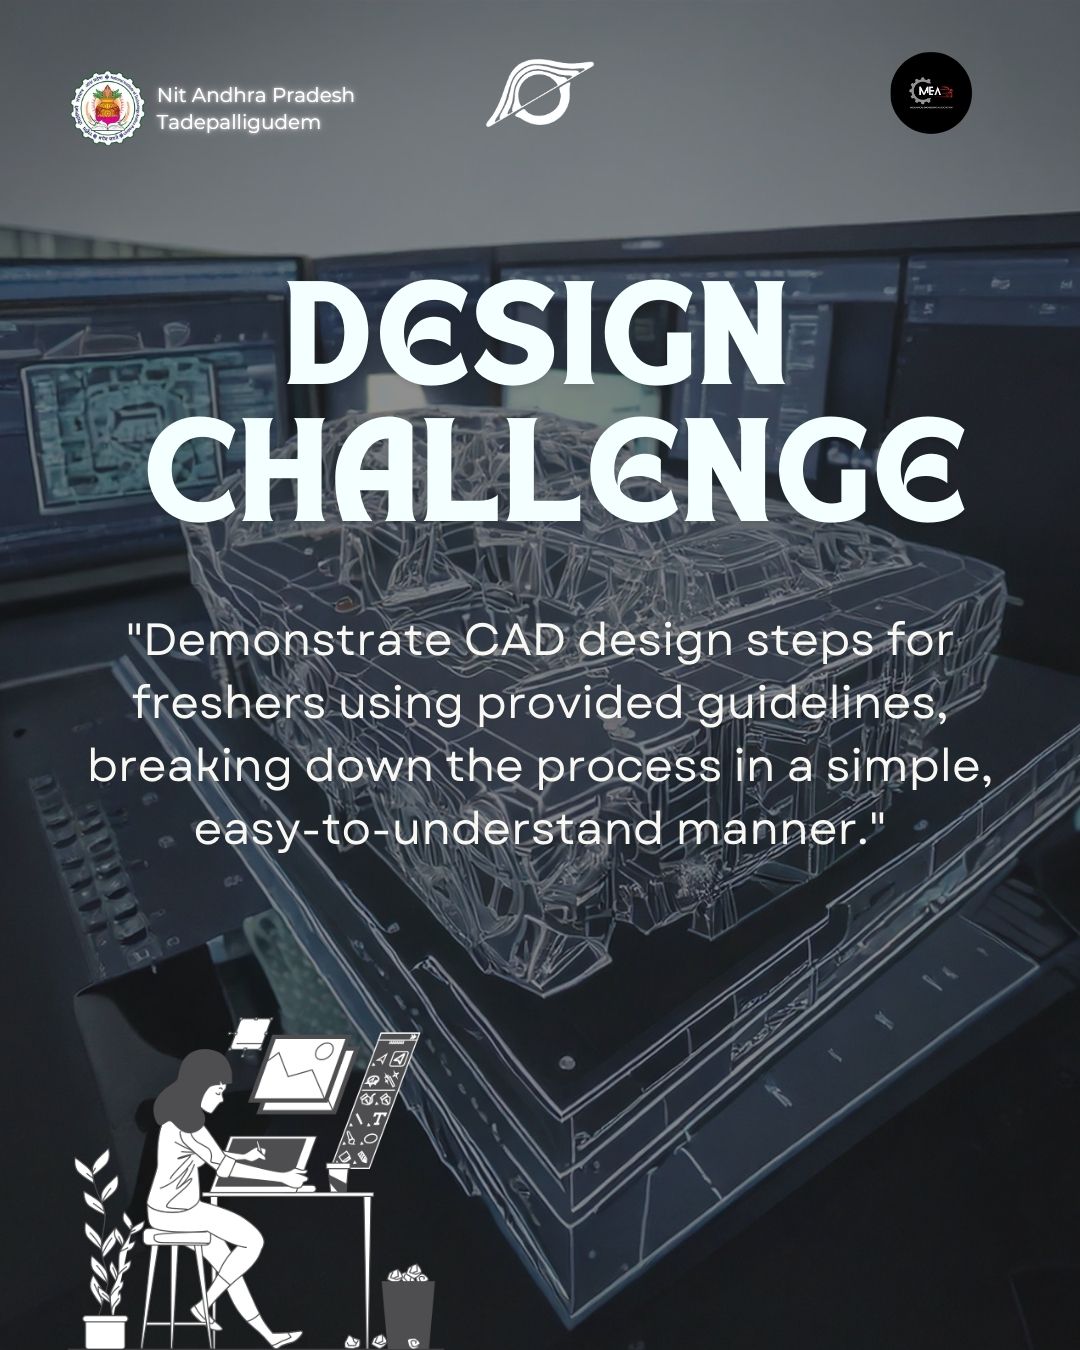 Nit Andhra Pradesh
Tadepalligudem
MEA
DESIGN
CHALLENGE
"Demonstrate CAD design steps for
freshers using provided guidelines,
breaking down the process in a simple,
easy-to-understand manner."
T